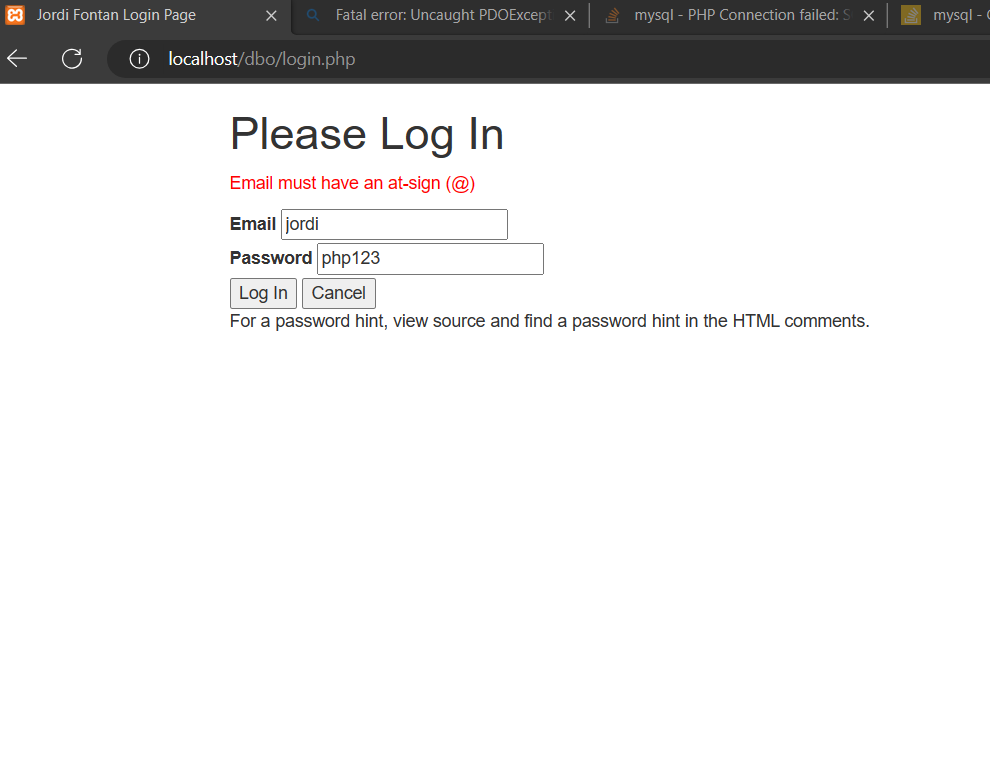 Jordi Fontan Login Page
Fatal error: Uncaught PDOExcept
mysql - PHP Connection failed: S
mysql -
localhost/dbo/login.php
Please Log In
Email must have an at-sign (@)
Email jordi
Password php123
Log In Cancel
For a password hint, view source and find a password hint in the HTML comments.